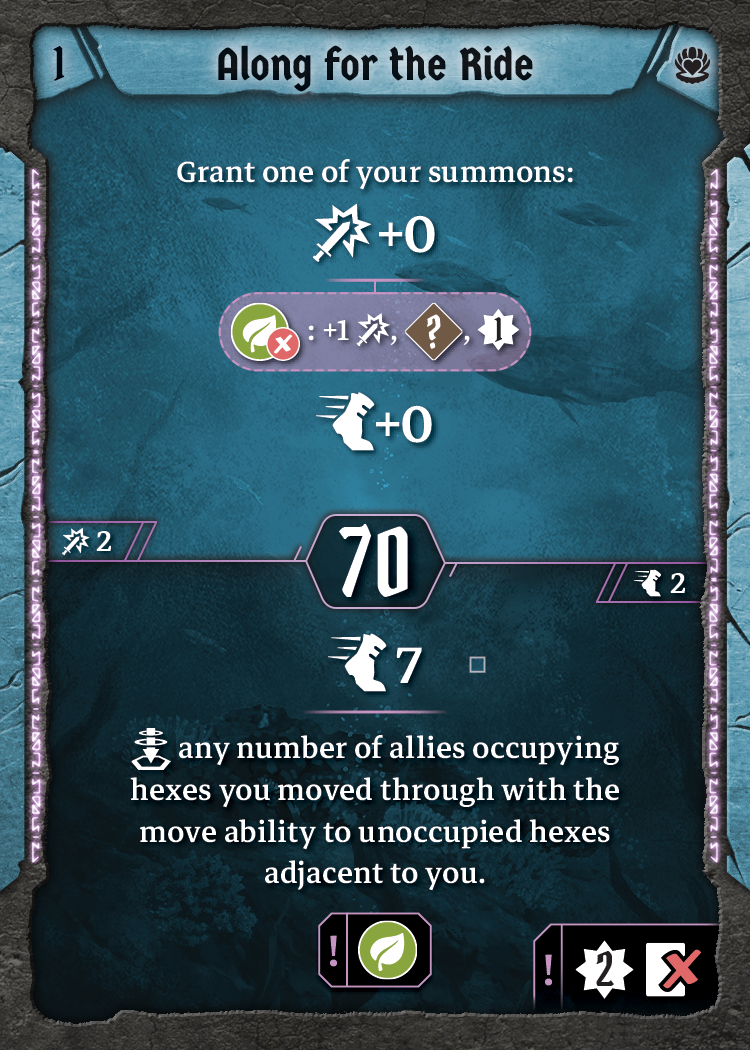 1
Along for the Ride
Grant one of your summons:
+0
: +1 , ? , 1
+0
2
70
2
7
any number of allies occupying
hexes you moved through with the
move ability to unoccupied hexes
adjacent to you.
!
! 2